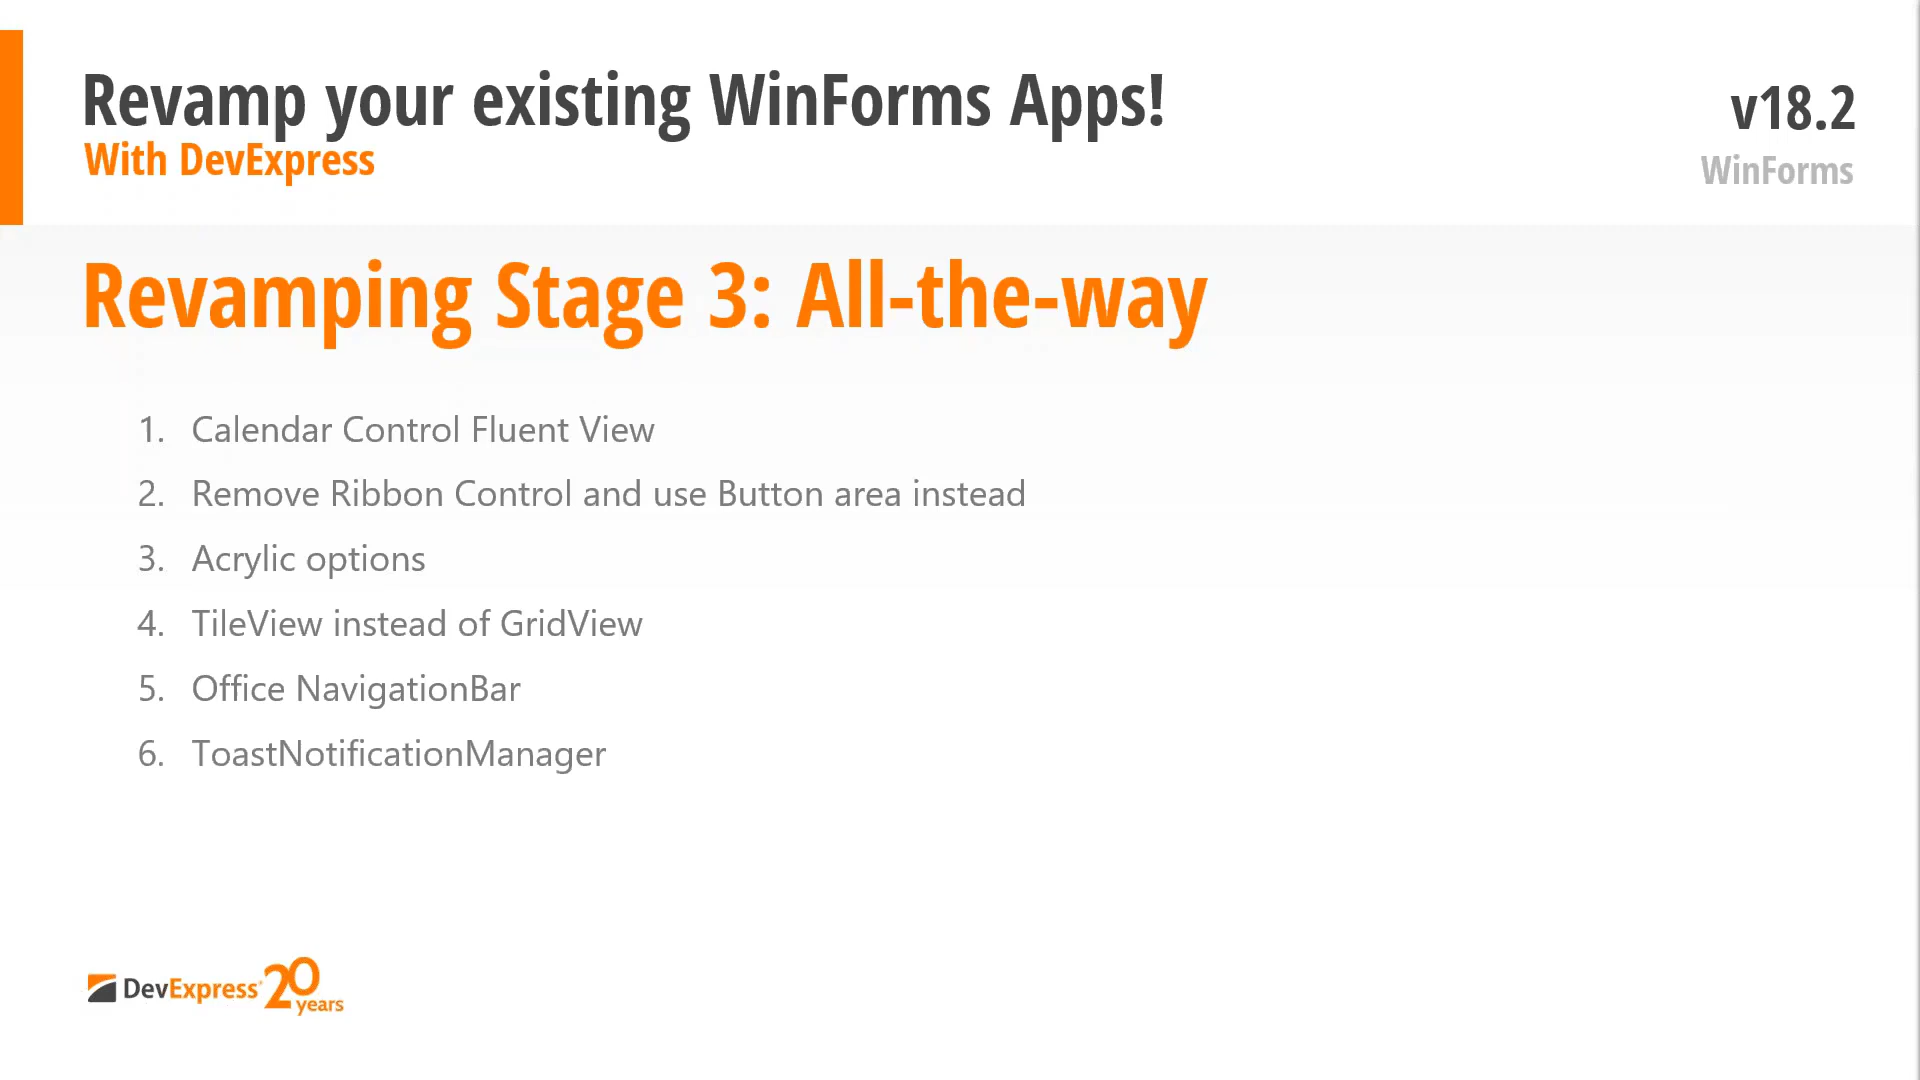 Revamp your existing WinForms Apps!
With DevExpress
v18.2
WinForms
Revamping Stage 3: All-the-way
1. Calendar Control Fluent View
2. Remove Ribbon Control and use Button area instead
3. Acrylic options
4. TileView instead of GridView
5. Office NavigationBar
6. ToastNotificationManager
DevExpress 20 years